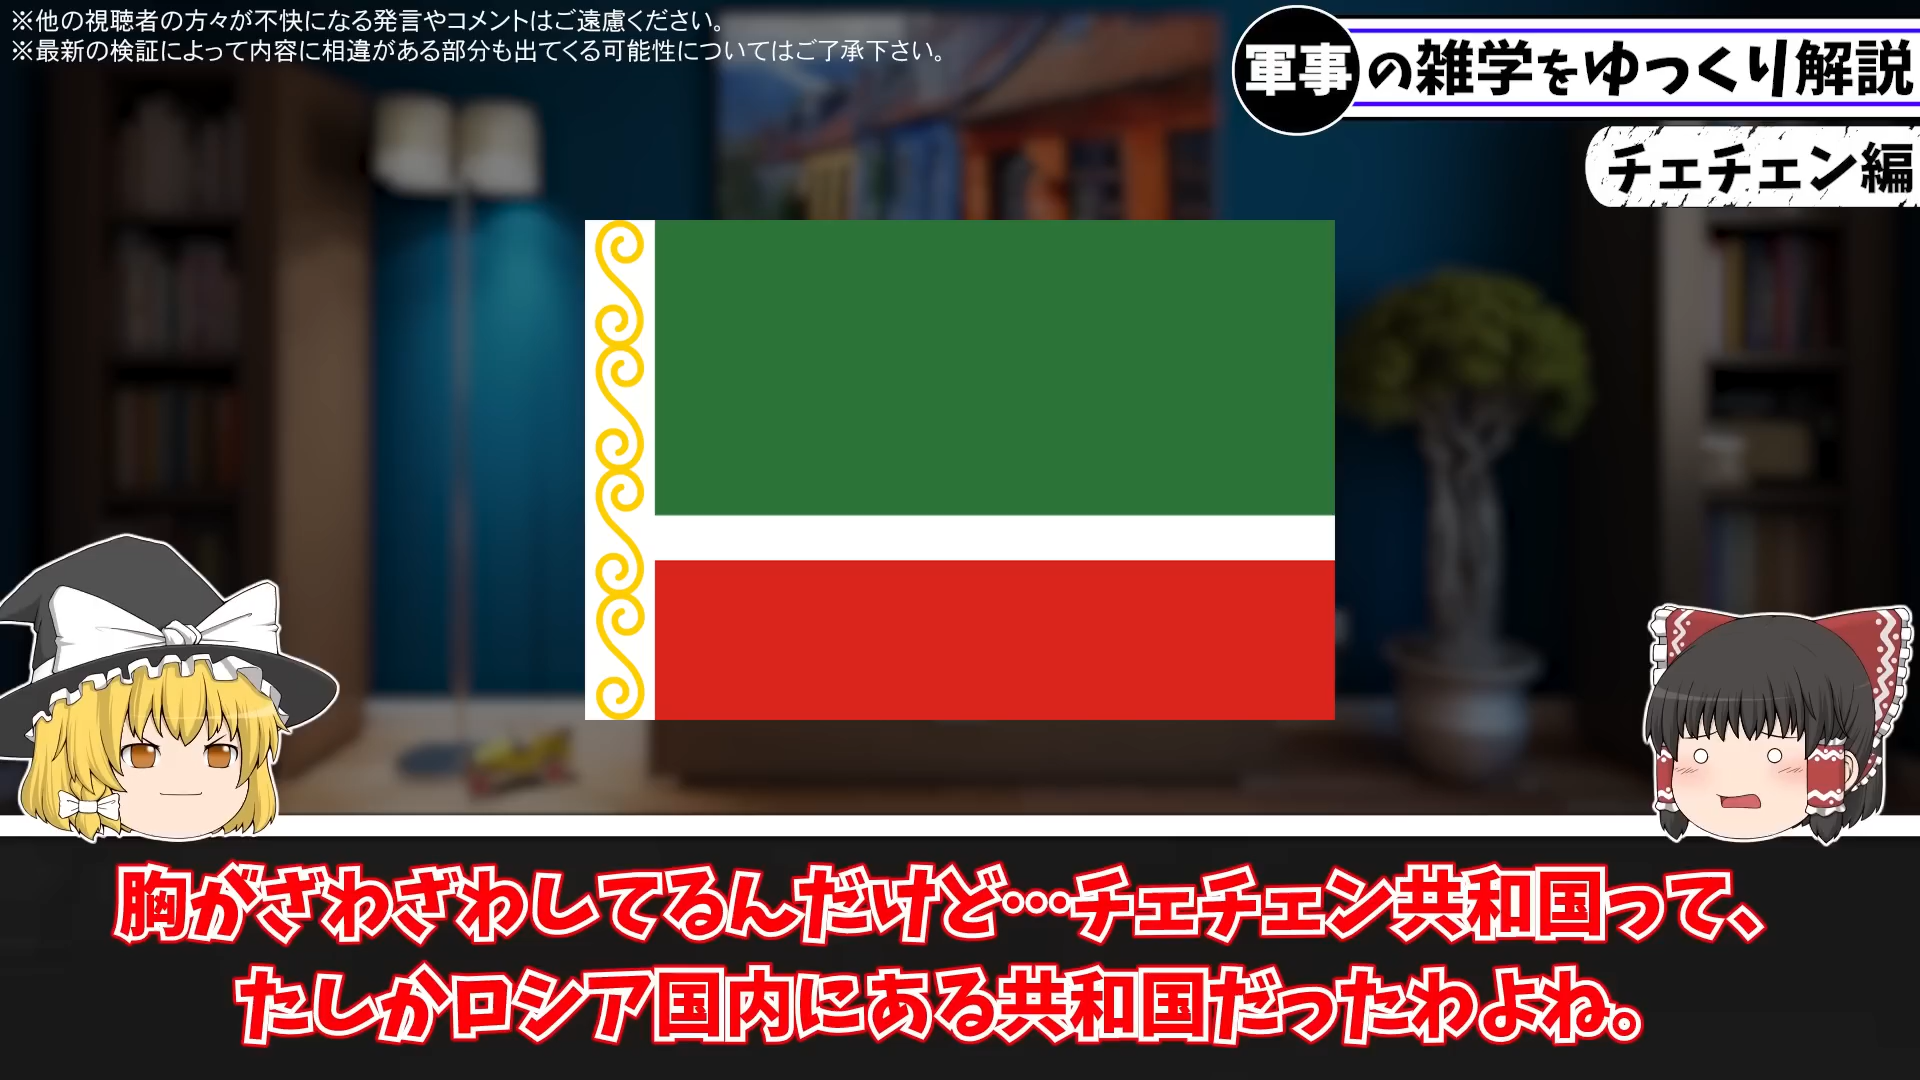 ※他の視聴者の方々が不快になる発言やコメントはご遠慮ください。
※最新の検証によって内容に相違がある部分も出てくる可能性についてはご了承下さい。
軍事の雑学をゆっくり解説
チェチェン編
胸がざわざわしてるんだけど…チェチェン共和国って、
たしかロシア国内にある共和国だったわよね。